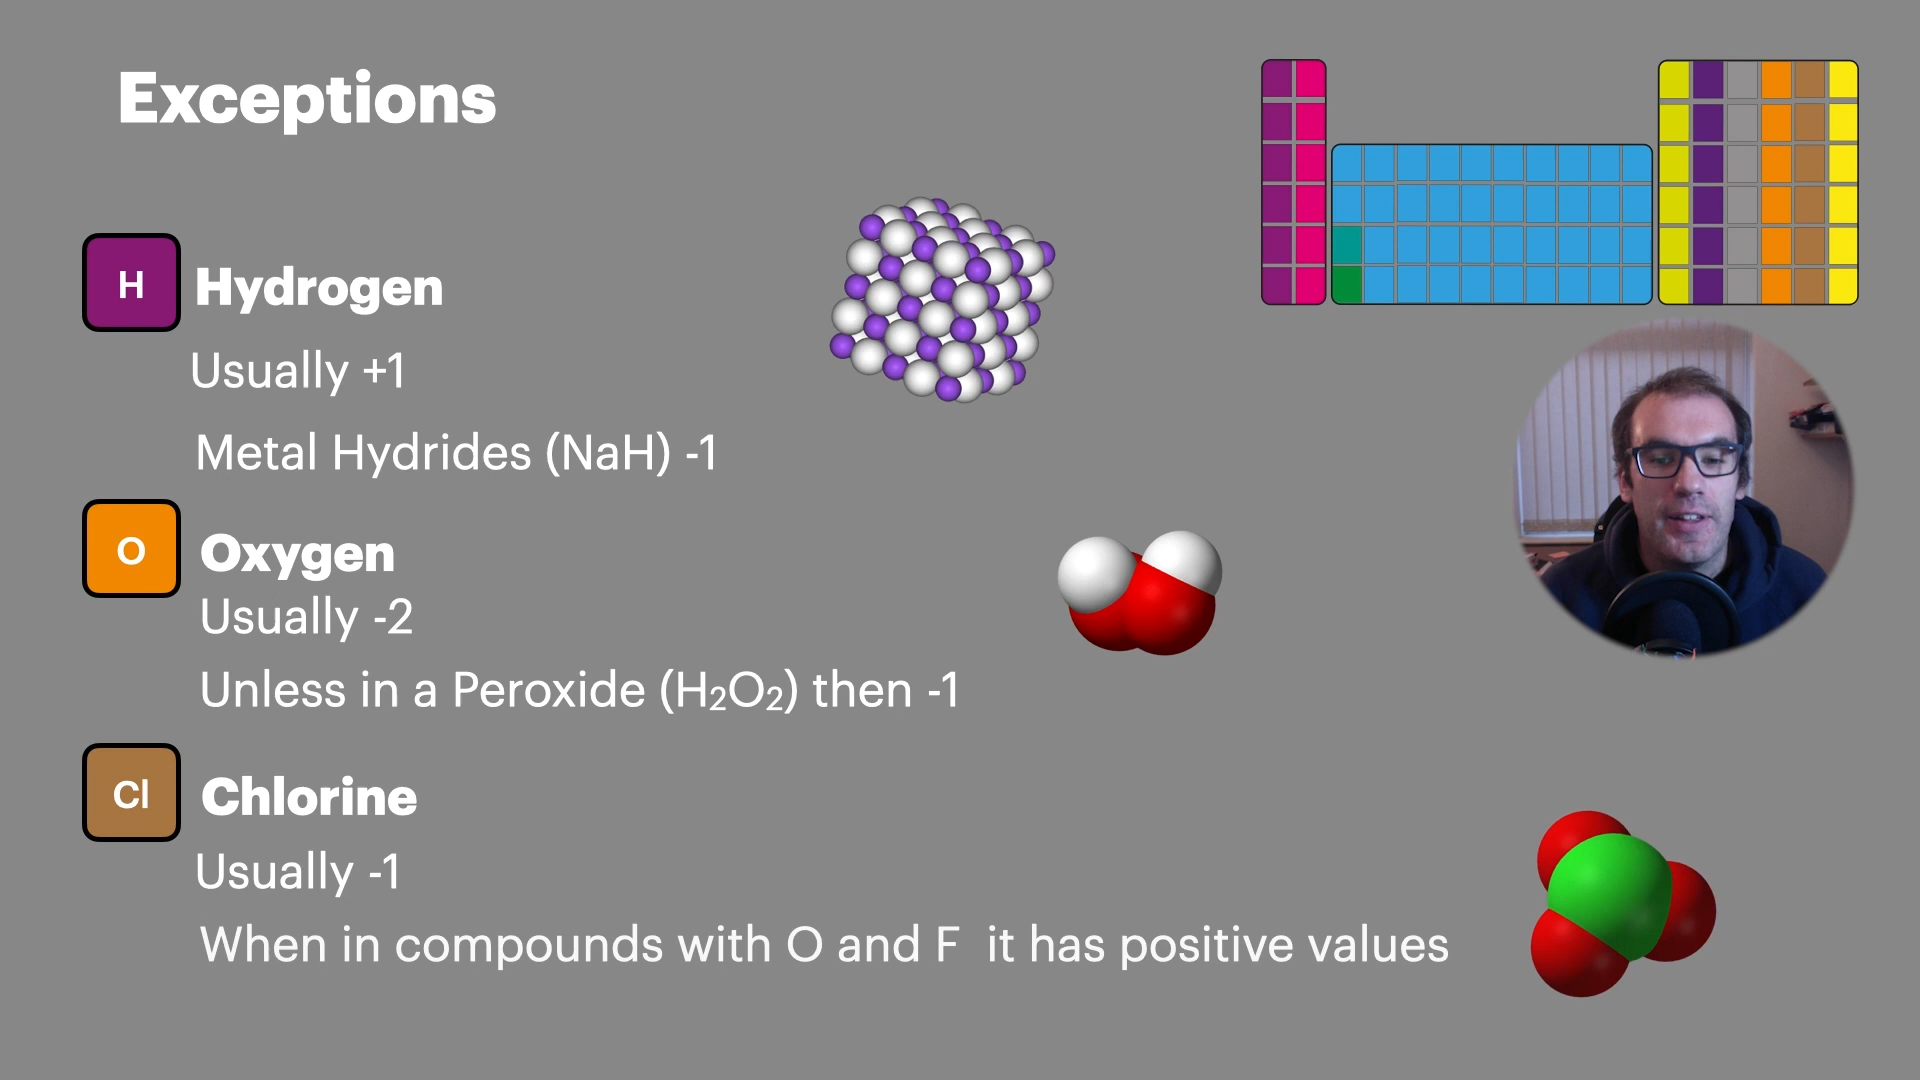 Exceptions
H
Hydrogen
Usually +1
Metal Hydrides (NaH) -1
O
Oxygen
Usually -2
Unless in a Peroxide (H₂O₂) then -1
Cl
Chlorine
Usually -1
When in compounds with O and F it has positive values